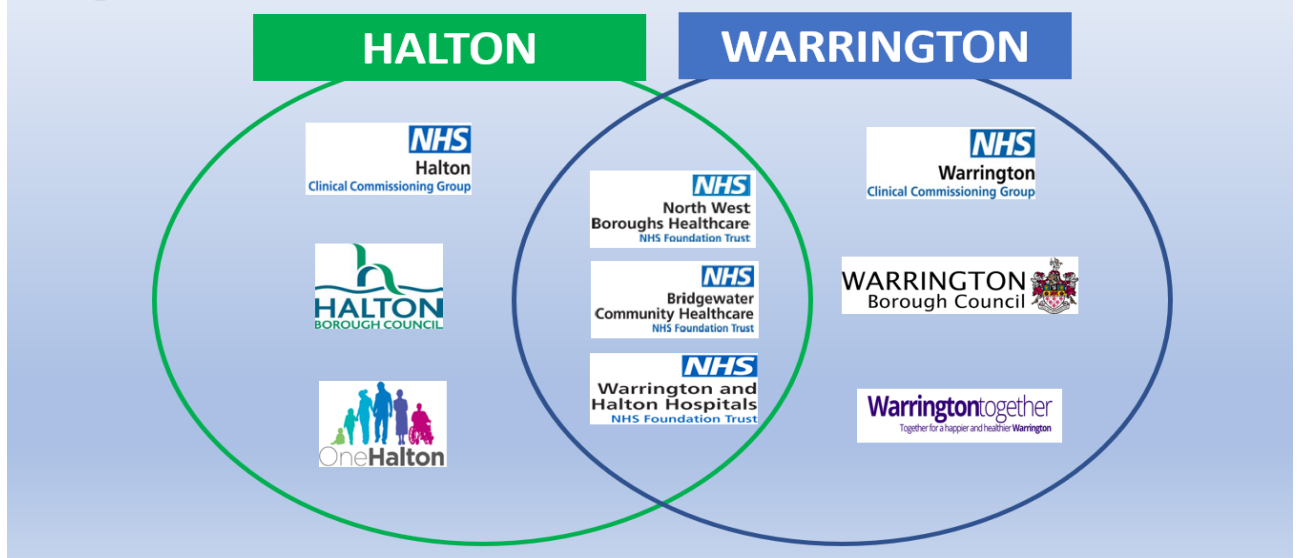 HALTON
WARRINGTON
NHS
Halton
Clinical Commissioning Group
HALTON
BOROUGH COUNCIL
OneHalton
NHS
North West
Boroughs Healthcare
NHS Foundation Trust
NHS
Bridgewater
Community Healthcare
NHS Foundation Trust
NHS
Warrington and
Halton Hospitals
NHS Foundation Trust
NHS
Warrington
Clinical Commissioning Group
WARRINGTON
Borough Council
Warringtontogether
Together for a happier and healthier Warrington